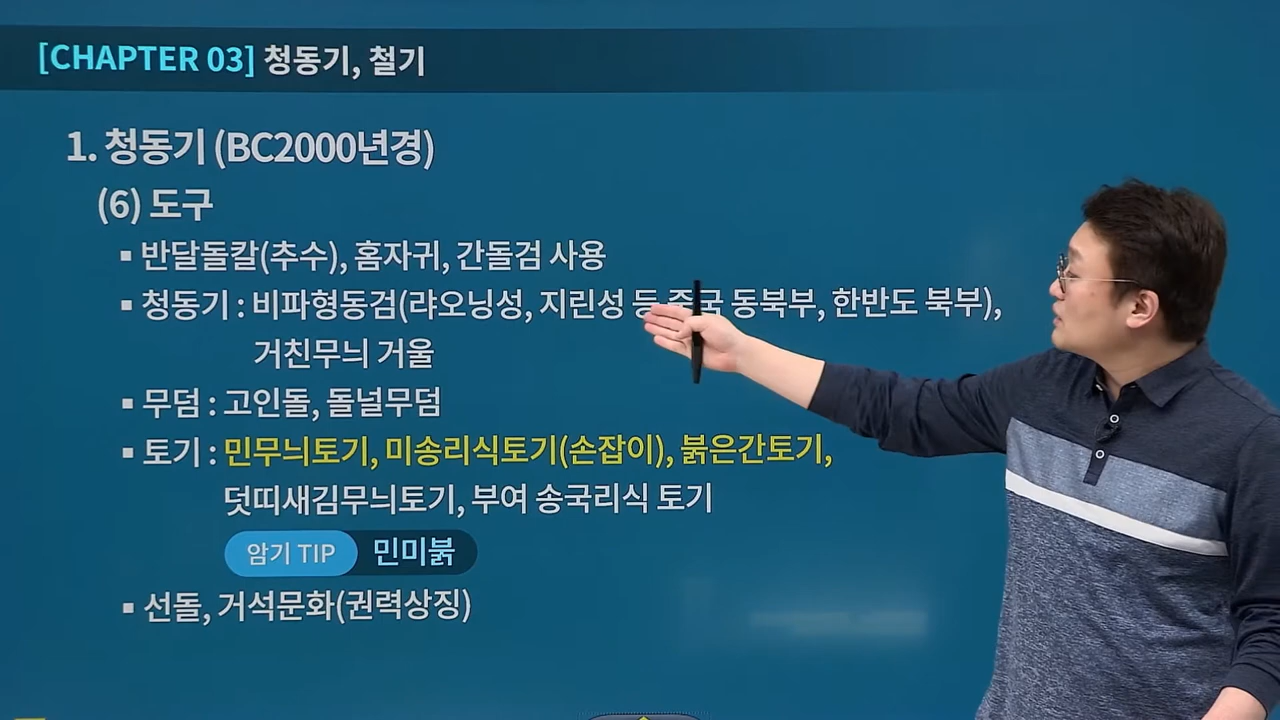 [CHAPTER 03] 청동기, 철기
1. 청동기 (BC2000년경)
(6) 도구
▪ 반달돌칼(추수), 홈자귀, 간돌검 사용
▪ 청동기 : 비파형동검(랴오닝성, 지린성 등 중국 동북부, 한반도 북부),
거친무늬 거울
▪ 무덤 : 고인돌, 돌널무덤
▪ 토기 : 민무늬토기, 미송리식토기(손잡이), 붉은간토기,
덧띠새김무늬토기, 부여 송국리식 토기
암기 TIP 민미붉
▪ 선돌, 거석문화(권력상징)